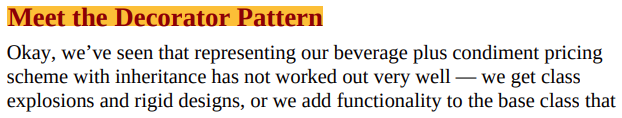 Meet the Decorator Pattern
Okay, we’ve seen that representing our beverage plus condiment pricing
scheme with inheritance has not worked out very well — we get class
explosions and rigid designs, or we add functionality to the base class that